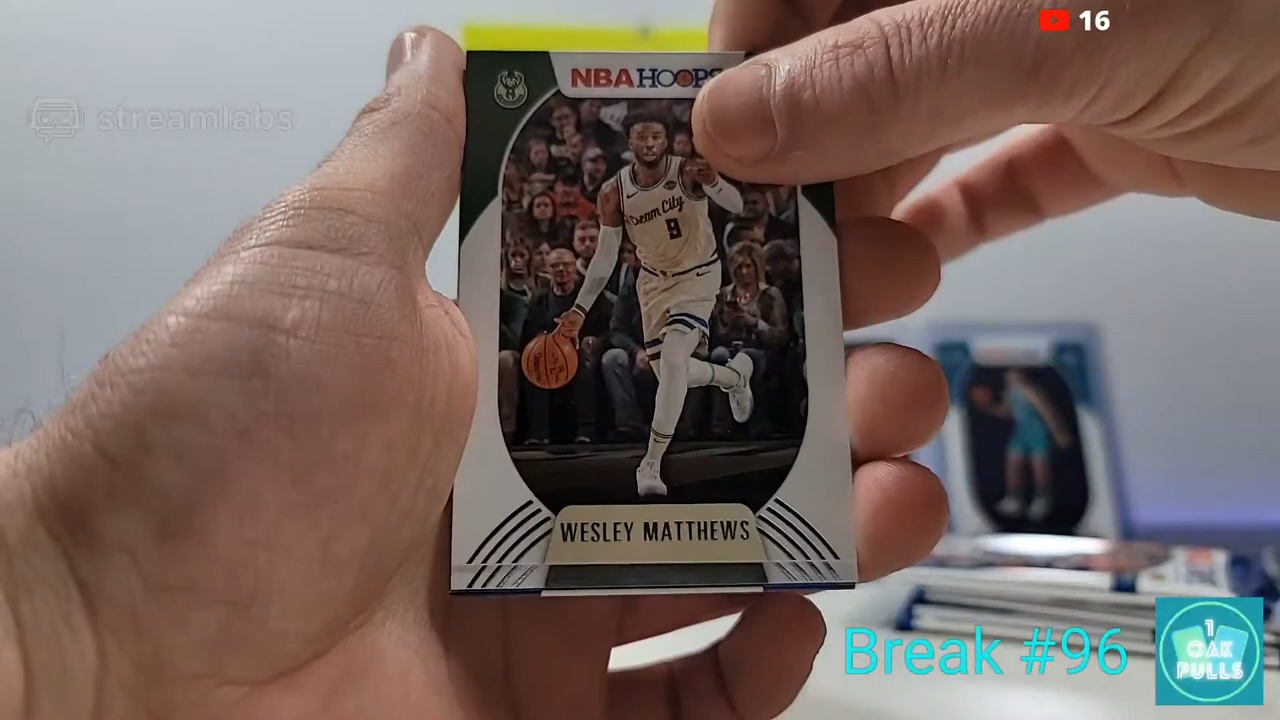 16
streamlabs
NBA HOOPS
Cream City
9
WESLEY MATTHEWS
Break #96
1
OAK
PULLS